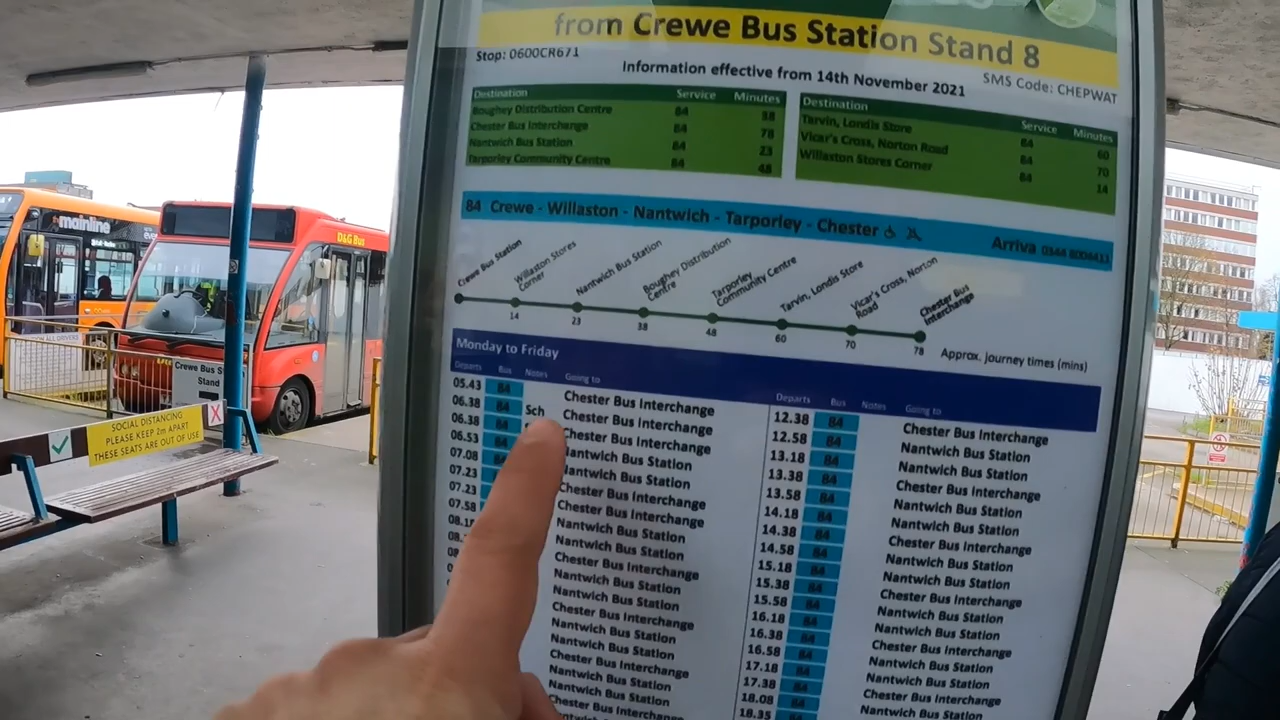 from Crewe Bus Station Stand 8
Stop: 0600CR671
Information effective from 14th November 2021
SMS Code: CHEPWAT
Destination Service Minutes
Boughey Distribution Centre 84 38
Chester Bus Interchange 84 78
Nantwich Bus Station 84 23
Tarporley Community Centre 84 48
Destination Service Minutes
Tarvin, Londis Store 84 60
Vicar's Cross, Norton Road 84 70
Willaston Stores Corner 84 14
84 Crewe - Willaston - Nantwich - Tarporley - Chester
Arriva 0344 8004411
Crewe Bus Station
Willaston Stores Corner
Nantwich Bus Station
Boughey Distribution Centre
Tarporley Community Centre
Tarvin, Londis Store
Vicar's Cross, Norton Road
Chester Bus Interchange
14 23 38 48 60 70 78
Approx. journey times (mins)
Monday to Friday
Departs Bus Notes Going to
05.43 84 Chester Bus Interchange
06.38 84 Sch Chester Bus Interchange
06.38 84 Chester Bus Interchange
06.53 84 Nantwich Bus Station
07.08 84 Nantwich Bus Station
07.23 Chester Bus Interchange
07.23 Chester Bus Interchange
07.58 Nantwich Bus Station
Nantwich Bus Station
Chester Bus Interchange
Nantwich Bus Station
Nantwich Bus Station
Chester Bus Interchange
Nantwich Bus Station
Nantwich Bus Station
Chester Bus Interchange
Nantwich Bus Station
Nantwich Bus Station
Chester Bus Interchange
Departs Bus Notes Going to
12.38 84 Chester Bus Interchange
12.58 84 Nantwich Bus Station
13.18 84 Nantwich Bus Station
13.38 84 Chester Bus Interchange
13.58 84 Nantwich Bus Station
14.18 84 Nantwich Bus Station
14.38 84 Chester Bus Interchange
14.58 84 Nantwich Bus Station
15.18 84 Nantwich Bus Station
15.38 84 Chester Bus Interchange
15.58 84 Nantwich Bus Station
16.18 84 Nantwich Bus Station
16.38 84 Chester Bus Interchange
16.58 84 Nantwich Bus Station
17.18 84 Nantwich Bus Station
17.38 84 Chester Bus Interchange
18.08 84 Nantwich Bus Station
18.35 84
mainline
D&G Bus
Crewe Bus
Stand
SOCIAL DISTANCING
PLEASE KEEP 2m APART
THESE SEATS ARE OUT OF USE